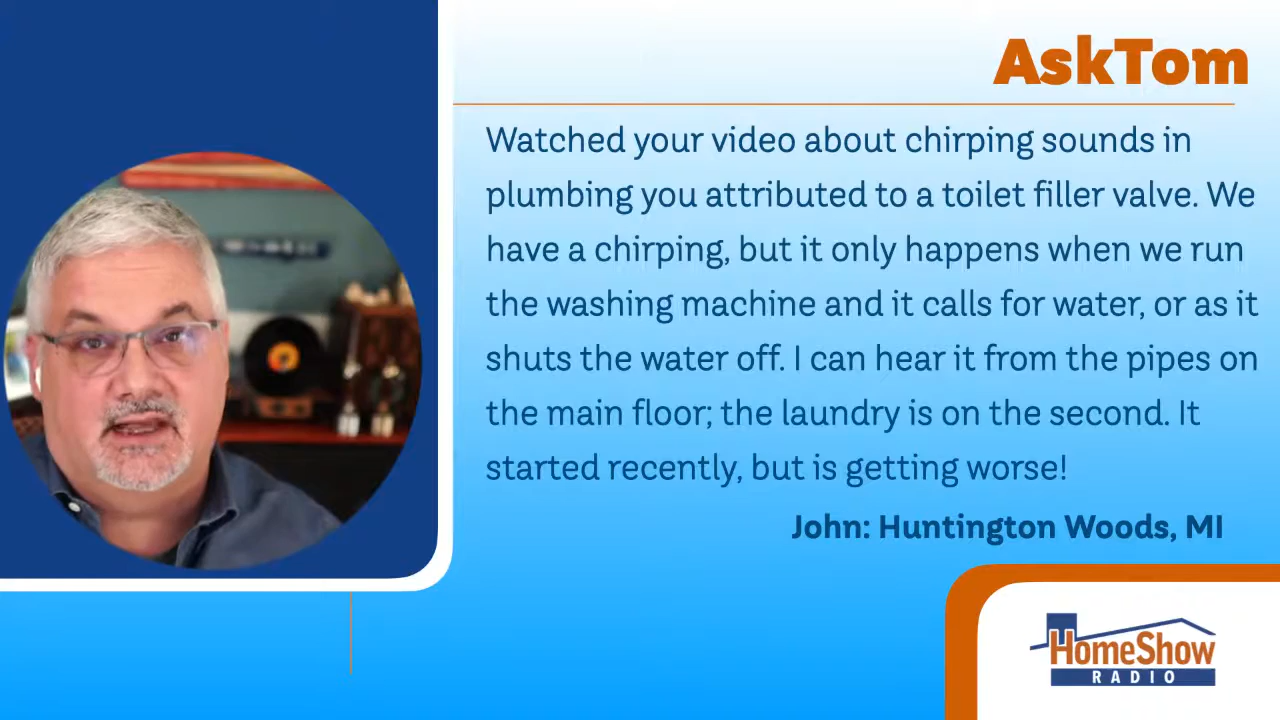 AskTom
Watched your video about chirping sounds in
plumbing you attributed to a toilet filler valve. We
have a chirping, but it only happens when we run
the washing machine and it calls for water, or as it
shuts the water off. I can hear it from the pipes on
the main floor; the laundry is on the second. It
started recently, but is getting worse!
John: Huntington Woods, MI
HomeShow
RADIO